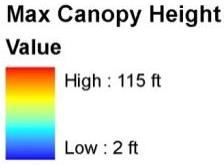 Max Canopy Height
Value
High : 115 ft
Low : 2 ft